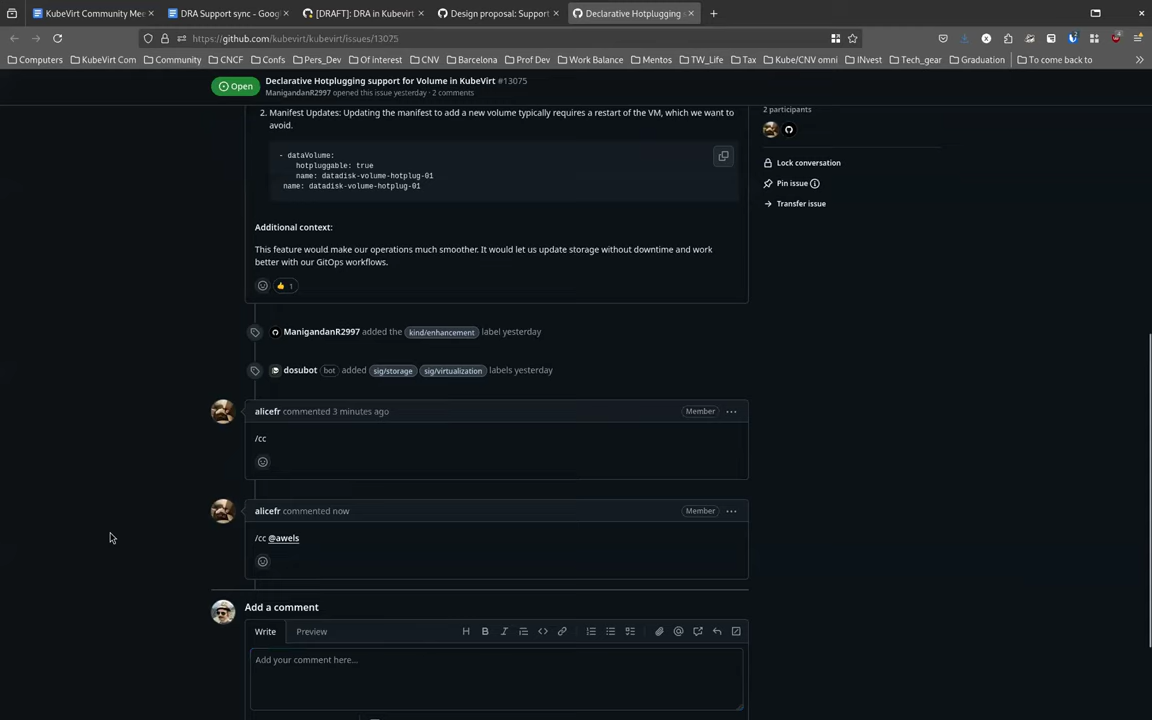 KubeVirt Community Mee
DRA Support sync - Goog
[DRAFT]: DRA in Kubevirt
Design proposal: Support
Declarative Hotplugging
https://github.com/kubevirt/kubevirt/issues/13075
Computers
KubeVirt Com
Community
CNCF
Confs
Pers_Dev
Of interest
CNV
Barcelona
Prof Dev
Work Balance
Mentos
TW_Life
Tax
Kube/CNV omni
INvest
Tech_gear
Graduation
To come back to
Open
Declarative Hotplugging support for Volume in KubeVirt #13075
ManigandanR2997 opened this issue yesterday · 2 comments
2. Manifest Updates: Updating the manifest to add a new volume typically requires a restart of the VM, which we want to
avoid.
- dataVolume:
hotpluggable: true
name: datadisk-volume-hotplug-01
name: datadisk-volume-hotplug-01
Additional context:
This feature would make our operations much smoother. It would let us update storage without downtime and work
better with our GitOps workflows.
1
2 participants
Lock conversation
Pin issue
Transfer issue
ManigandanR2997 added the kind/enhancement label yesterday
dosubot bot added sig/storage sig/virtualization labels yesterday
alicefr commented 3 minutes ago
Member
/cc
alicefr commented now
Member
/cc @awels
Add a comment
Write
Preview
Add your comment here...